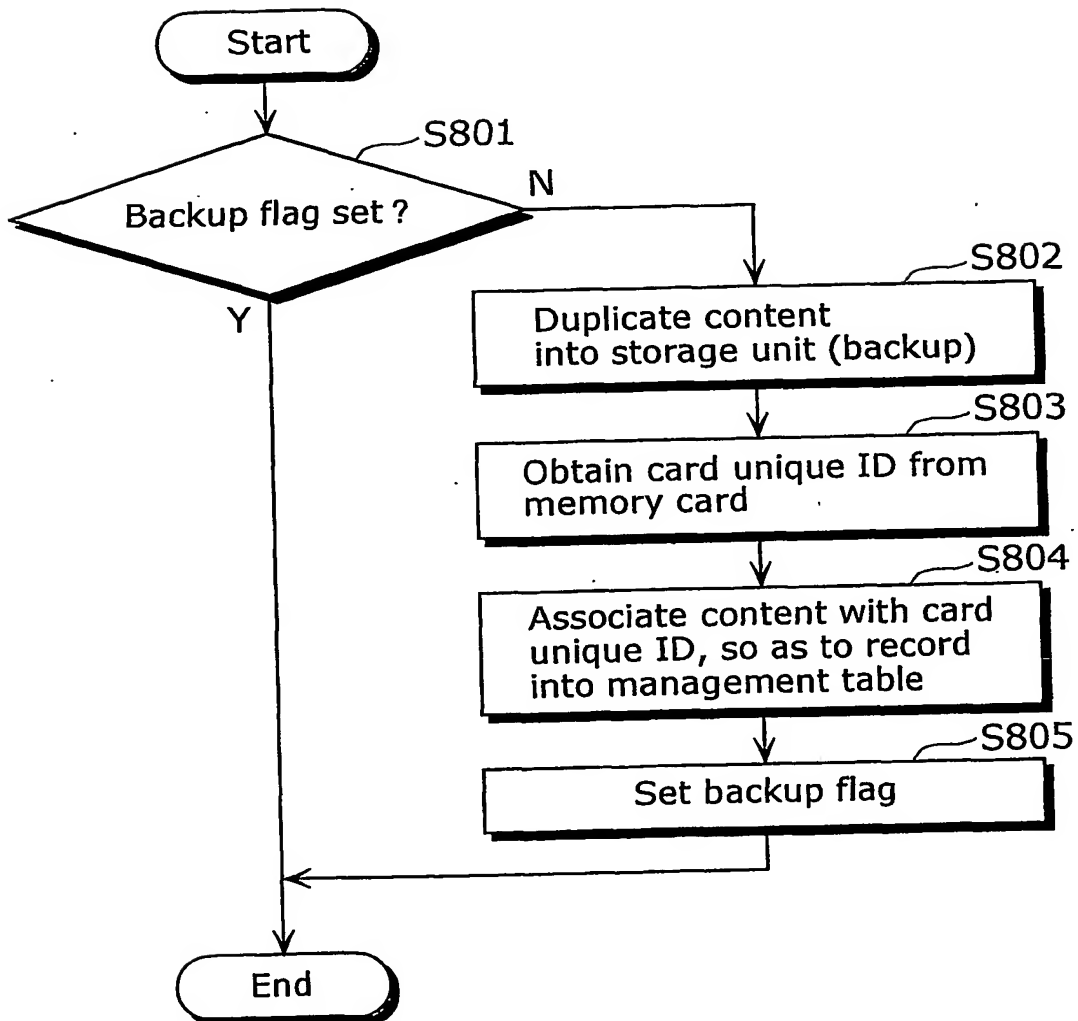 Start
S801
Backup flag set ?
N
Y
S802
Duplicate content
into storage unit (backup)
S803
Obtain card unique ID from
memory card
S804
Associate content with card
unique ID, so as to record
into management table
S805
Set backup flag
End